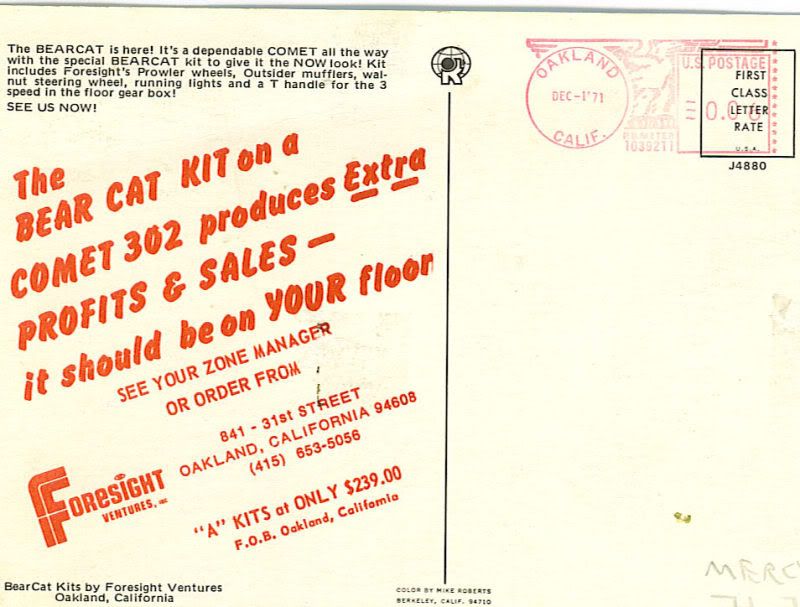 The BEARCAT is here! It's a dependable COMET all the way
with the special BEARCAT kit to give it the NOW look! Kit
includes Foresight's Prowler wheels, Outsider mufflers, wal-
nut steering wheel, running lights and a T handle for the 3
speed in the floor gear box!
SEE US NOW!
The
BEAR CAT KIT on a
COMET 302 produces Extra
PROFITS & SALES —
it should be on YOUR floor
SEE YOUR ZONE MANAGER
OR ORDER FROM
841 - 31st STREET
OAKLAND, CALIFORNIA 94608
(415) 653-5056
FORESIGHT
VENTURES, INC
"A" KITS at ONLY $239.00
F.O.B. Oakland, California
BearCat Kits by Foresight Ventures
Oakland, California
COLOR BY MIKE ROBERTS
BERKELEY, CALIF. 94710
OAKLAND
DEC-1'71
CALIF.
U.S. POSTAGE
P.B. METER
1039211
FIRST
CLASS
LETTER
RATE
U.S.A.
J4880